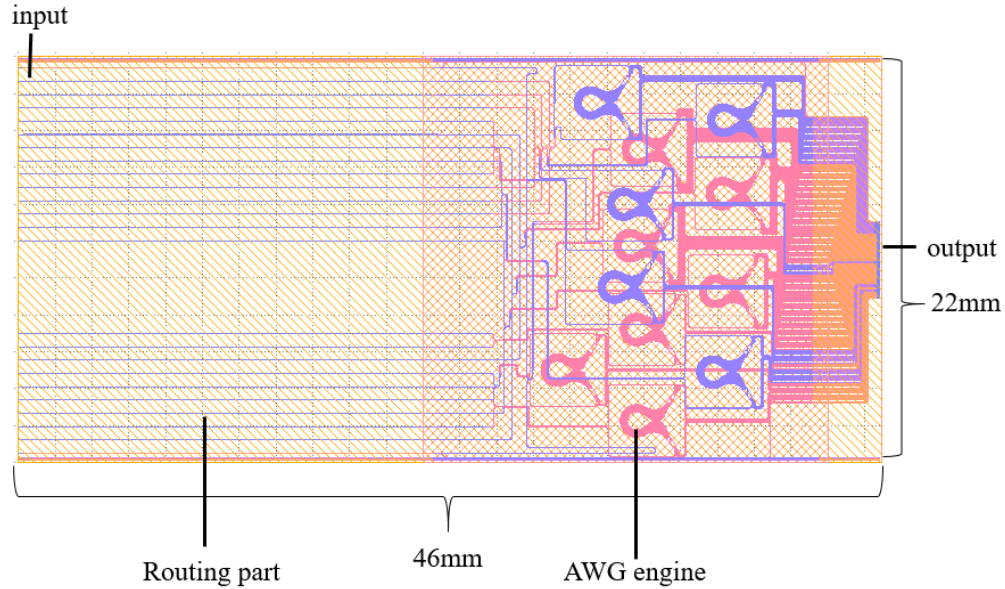 input
output
22mm
46mm
Routing part
AWG engine